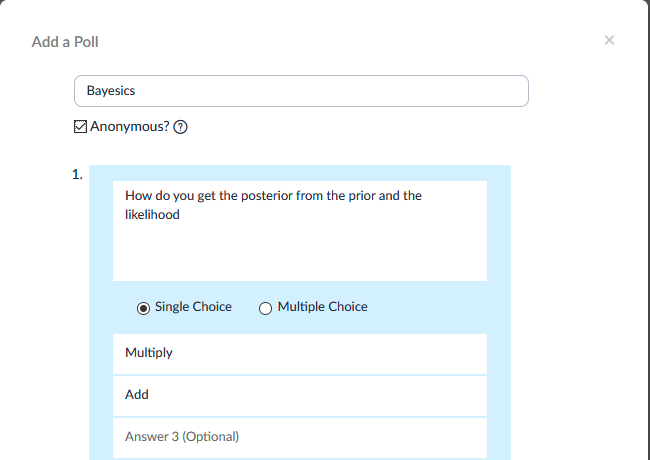 Add a Poll
×
Bayesics
Anonymous? ?
1.
How do you get the posterior from the prior and the
likelihood
Single Choice Multiple Choice
Multiply
Add
Answer 3 (Optional)